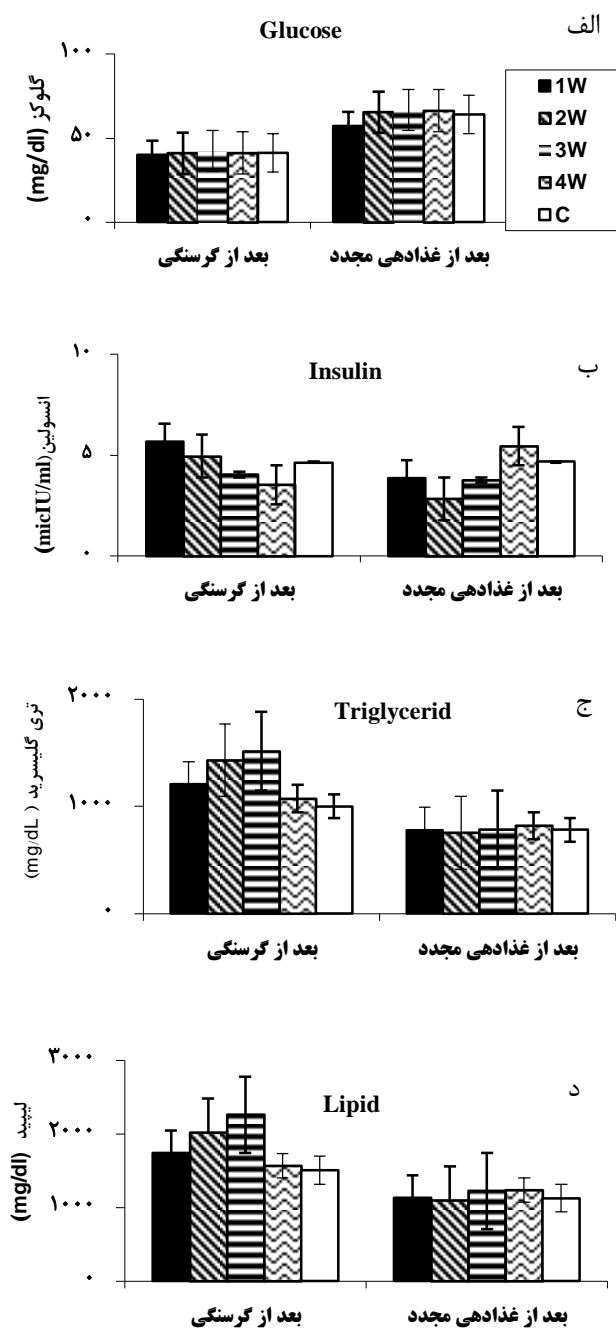 الف
Glucose
گلوکز (mg/dl)
۱۰۰
۵۰
۰
1W
2W
3W
4W
C
بعد از گرسنگی
بعد از غذادهی مجدد
ب
Insulin
انسولین(micIU/ml)
۱۰
۵
۰
بعد از گرسنگی
بعد از غذادهی مجدد
ج
Triglycerid
تری گلیسرید ( mg/dL)
۲۰۰۰
۱۰۰۰
۰
بعد از گرسنگی
بعد از غذادهی مجدد
د
Lipid
لیپید (mg/dl)
۳۰۰۰
۲۰۰۰
۱۰۰۰
۰
بعد از گرسنگی
بعد از غذادهی مجدد